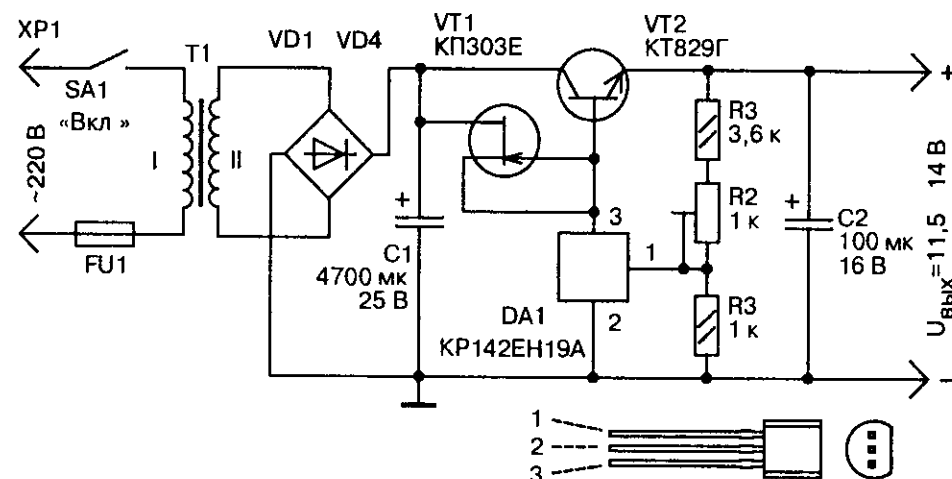 XP1
SA1
«Вкл »
~220 В
FU1
T1
I
II
VD1 VD4
VT1
КП303Е
VT2
КТ829Г
+
C1
4700 мк
25 В
3
1
2
DA1
КР142ЕН19А
R3
3,6 к
R2
1 к
R3
1 к
+
C2
100 мк
16 В
+
Uвых=11,5 14 В
−
1
2
3